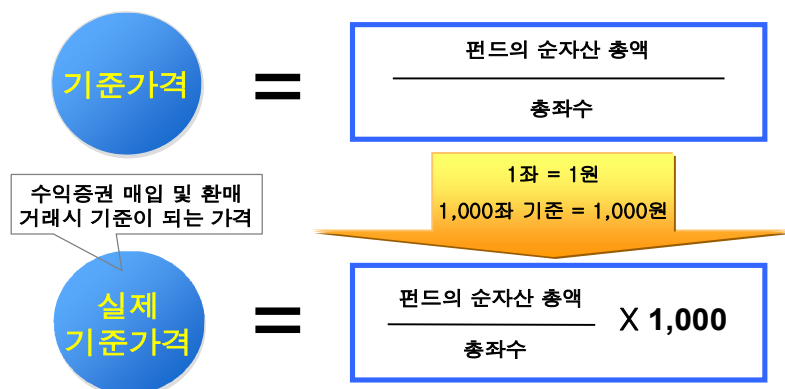 기준가격
=
펀드의 순자산 총액
총좌수
1좌 = 1원
1,000좌 기준 = 1,000원
수익증권 매입 및 환매
거래시 기준이 되는 가격
실제
기준가격
=
펀드의 순자산 총액
총좌수
X 1,000